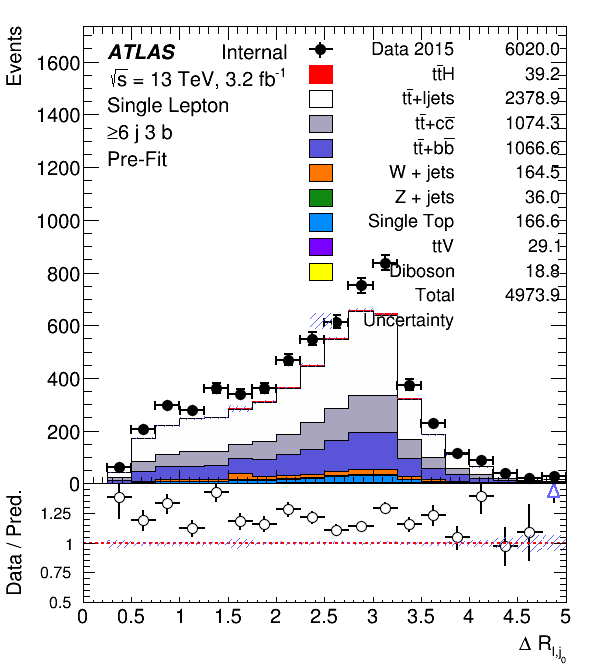 Events
1600
1400
1200
1000
800
600
400
200
0
ATLAS Internal
√s = 13 TeV, 3.2 fb⁻¹
Single Lepton
≥6 j 3 b
Pre-Fit
Data 2015 6020.0
tt̄H 39.2
tt̄+ljets 2378.9
tt̄+cc̄ 1074.3
tt̄+bb̄ 1066.6
W + jets 164.5
Z + jets 36.0
Single Top 166.6
ttV 29.1
Diboson 18.8
Total 4973.9
Uncertainty
Data / Pred.
1.25
1
0.75
0.5
0 0.5 1 1.5 2 2.5 3 3.5 4 4.5 5
Δ R_l,j₀